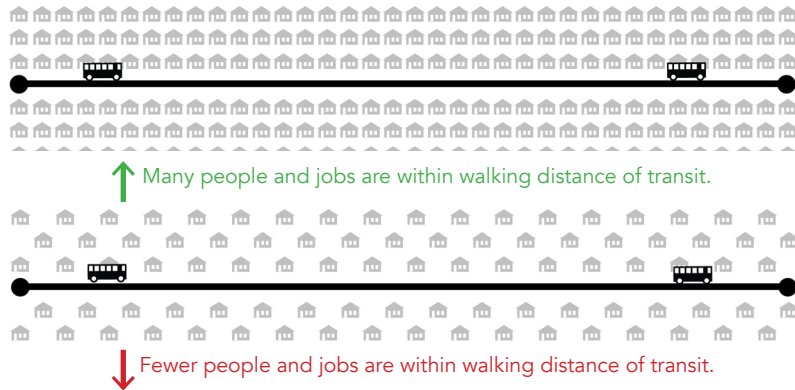 Many people and jobs are within walking distance of transit.
Fewer people and jobs are within walking distance of transit.